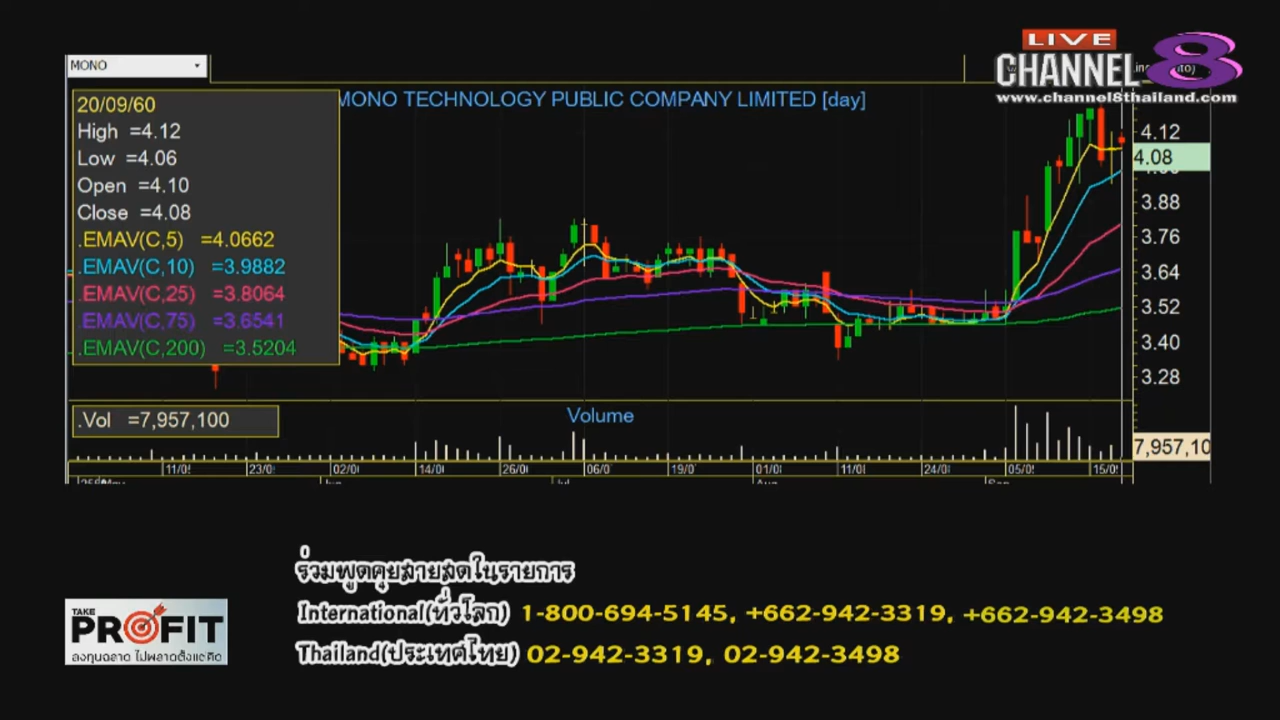 LIVE
CHANNEL 8
www.channel8thailand.com
MONO
MONO TECHNOLOGY PUBLIC COMPANY LIMITED [day]
20/09/60
High =4.12
Low =4.06
Open =4.10
Close =4.08
.EMAV(C,5) =4.0662
.EMAV(C,10) =3.9882
.EMAV(C,25) =3.8064
.EMAV(C,75) =3.6541
.EMAV(C,200) =3.5204
4.12
4.08
3.88
3.76
3.64
3.52
3.40
3.28
.Vol =7,957,100
Volume
7,957,10
11/0 23/0 02/0 14/0 26/0 06/0 19/0 01/0 11/0 24/0 05/0 15/0
ร่วมพูดคุยสายสดในรายการ
International(ทั่วโลก) 1-800-694-5145, +662-942-3319, +662-942-3498
Thailand(ประเทศไทย) 02-942-3319, 02-942-3498
TAKE
PROFIT
ลงทุนฉลาด ไม่พลาดตั้งแต่คิด